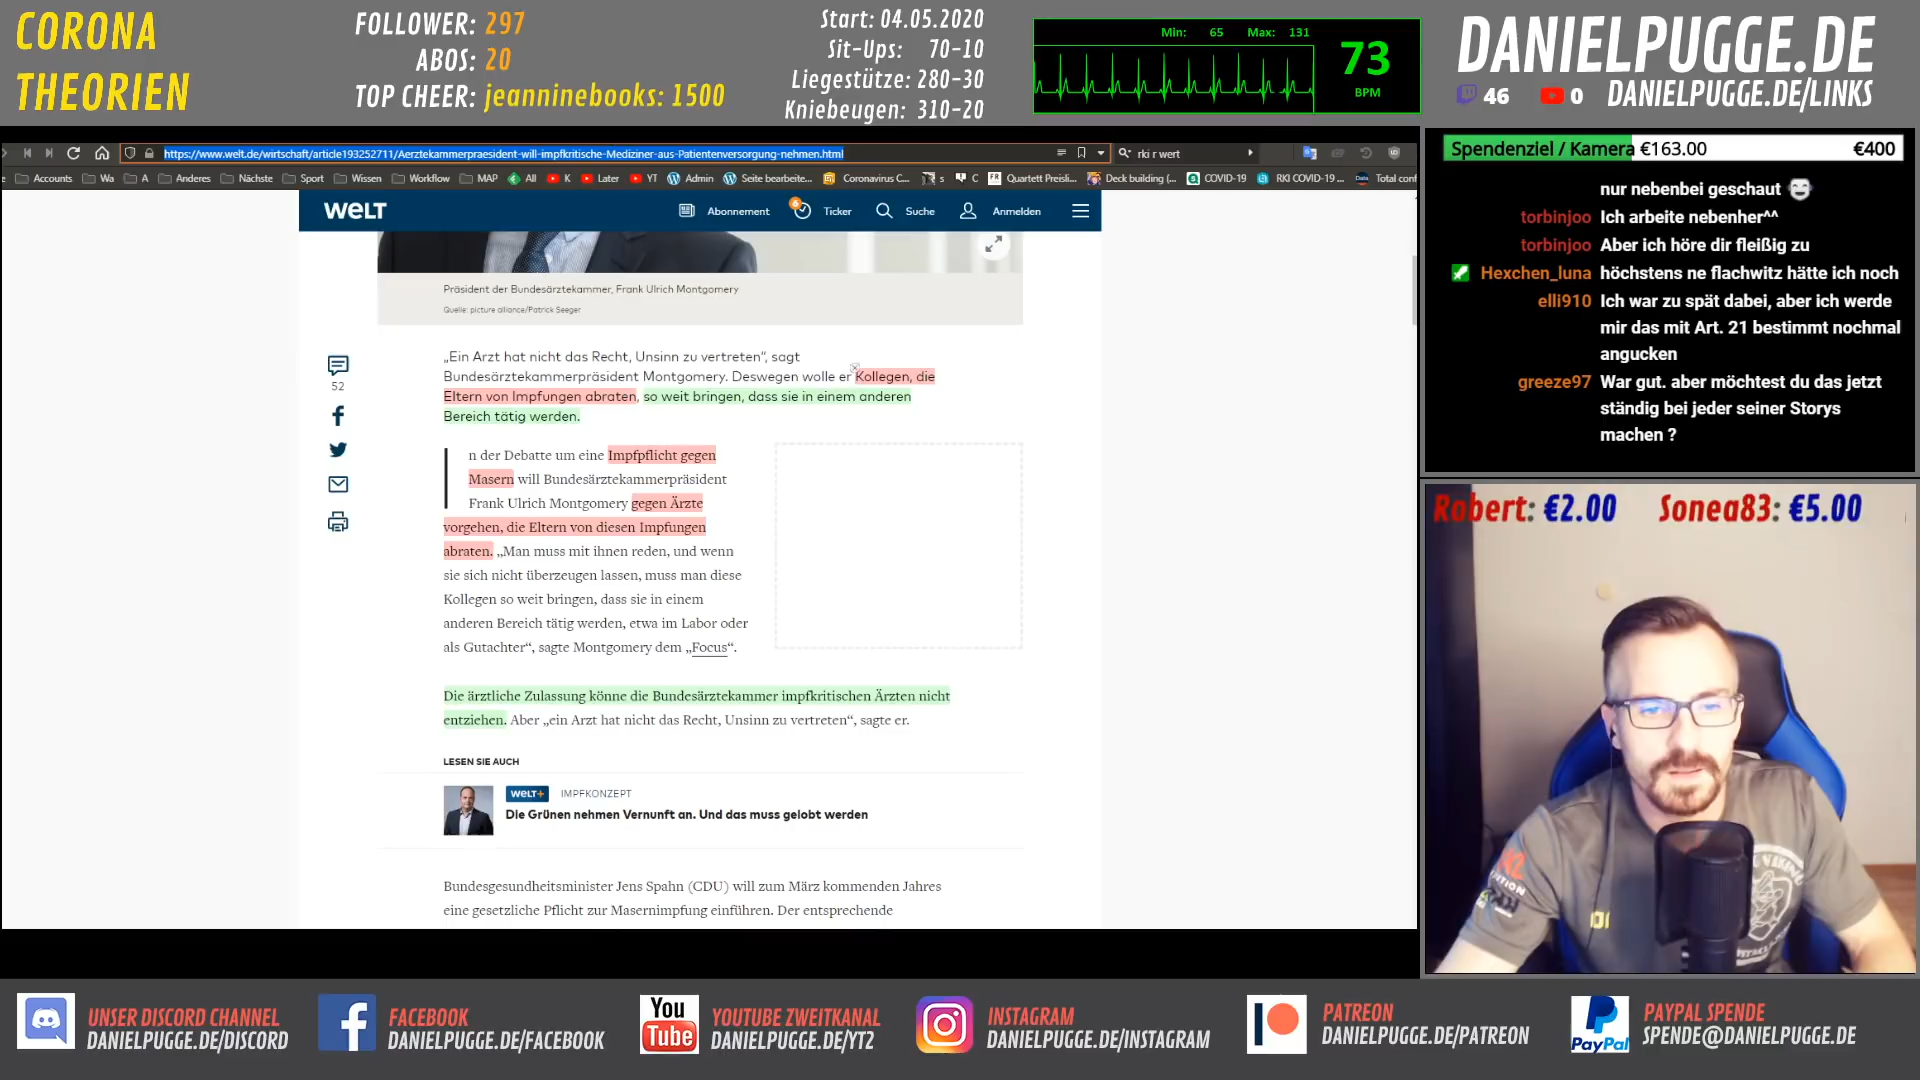 CORONA
THEORIEN
FOLLOWER: 297
ABOS: 20
TOP CHEER: jeanninebooks: 1500
Start: 04.05.2020
Sit-Ups: 70-10
Liegestütze: 280-30
Kniebeugen: 310-20
Min: 65 Max: 131
73
BPM
DANIELPUGGE.DE
46 0 DANIELPUGGE.DE/LINKS
https://www.welt.de/wirtschaft/article193252711/Aerztekammerpraesident-will-impfkritische-Mediziner-aus-Patientenversorgung-nehmen.html
rki r wert
Accounts Wa A Anderes Nächste Sport Wissen Workflow MAP All K Later YT Admin Seite bearbeite... Coronavirus C... s C Quartett Preisli... Deck building (... COVID-19 RKI COVID-19 ... Total conf
WELT
Abonnement 6 Ticker Suche Anmelden
Präsident der Bundesärztekammer, Frank Ulrich Montgomery
Quelle: picture alliance/Patrick Seeger
52
„Ein Arzt hat nicht das Recht, Unsinn zu vertreten“, sagt
Bundesärztekammerpräsident Montgomery. Deswegen wolle er Kollegen, die
Eltern von Impfungen abraten, so weit bringen, dass sie in einem anderen
Bereich tätig werden.
n der Debatte um eine Impfpflicht gegen
Masern will Bundesärztekammerpräsident
Frank Ulrich Montgomery gegen Ärzte
vorgehen, die Eltern von diesen Impfungen
abraten. „Man muss mit ihnen reden, und wenn
sie sich nicht überzeugen lassen, muss man diese
Kollegen so weit bringen, dass sie in einem
anderen Bereich tätig werden, etwa im Labor oder
als Gutachter“, sagte Montgomery dem „Focus“.
Die ärztliche Zulassung könne die Bundesärztekammer impfkritischen Ärzten nicht
entziehen. Aber „ein Arzt hat nicht das Recht, Unsinn zu vertreten“, sagte er.
LESEN SIE AUCH
WELT+ IMPFKONZEPT
Die Grünen nehmen Vernunft an. Und das muss gelobt werden
Bundesgesundheitsminister Jens Spahn (CDU) will zum März kommenden Jahres
eine gesetzliche Pflicht zur Masernimpfung einführen. Der entsprechende
Spendenziel / Kamera €163.00 €400
nur nebenbei geschaut
torbinjoo Ich arbeite nebenher^^
torbinjoo Aber ich höre dir fleißig zu
Hexchen_luna höchstens ne flachwitz hätte ich noch
elli910 Ich war zu spät dabei, aber ich werde
mir das mit Art. 21 bestimmt nochmal
angucken
greeze97 War gut. aber möchtest du das jetzt
ständig bei jeder seiner Storys
machen ?
Robert: €2.00 Sonea83: €5.00
UNSER DISCORD CHANNEL
DANIELPUGGE.DE/DISCORD
FACEBOOK
DANIELPUGGE.DE/FACEBOOK
You
Tube
YOUTUBE ZWEITKANAL
DANIELPUGGE.DE/YT2
INSTAGRAM
DANIELPUGGE.DE/INSTAGRAM
PATREON
DANIELPUGGE.DE/PATREON
PayPal
PAYPAL SPENDE
SPENDE@DANIELPUGGE.DE